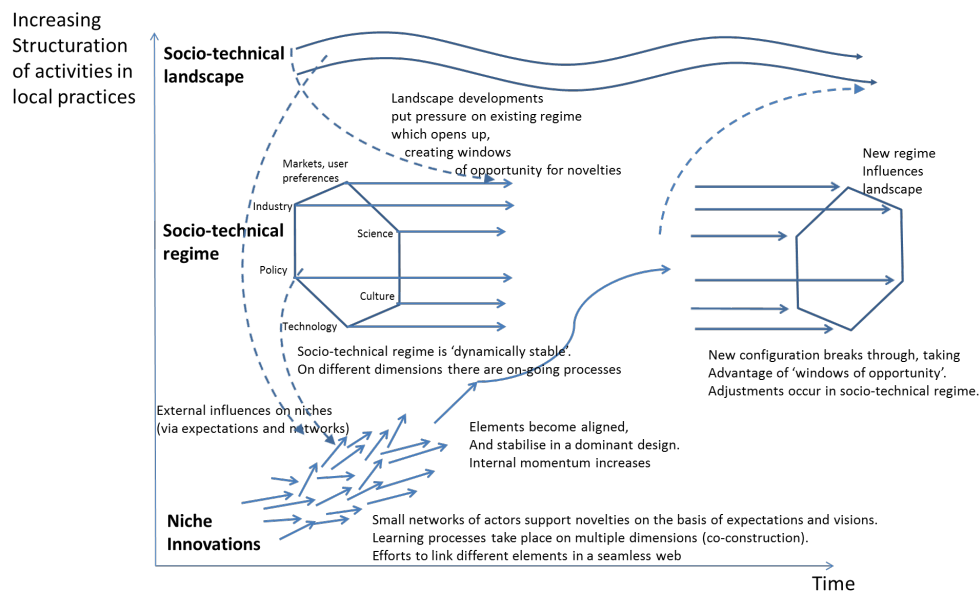 Increasing
Structuration
of activities in
local practices
Socio-technical
landscape
Landscape developments
put pressure on existing regime
which opens up,
creating windows
of opportunity for novelties
Markets, user
preferences
Industry
Science
Socio-technical
regime
Policy
Culture
Technology
New regime
Influences
landscape
Socio-technical regime is ‘dynamically stable’.
On different dimensions there are on-going processes
New configuration breaks through, taking
Advantage of ‘windows of opportunity’.
Adjustments occur in socio-technical regime.
External influences on niches
(via expectations and networks)
Elements become aligned,
And stabilise in a dominant design.
Internal momentum increases
Niche
Innovations
Small networks of actors support novelties on the basis of expectations and visions.
Learning processes take place on multiple dimensions (co-construction).
Efforts to link different elements in a seamless web
Time